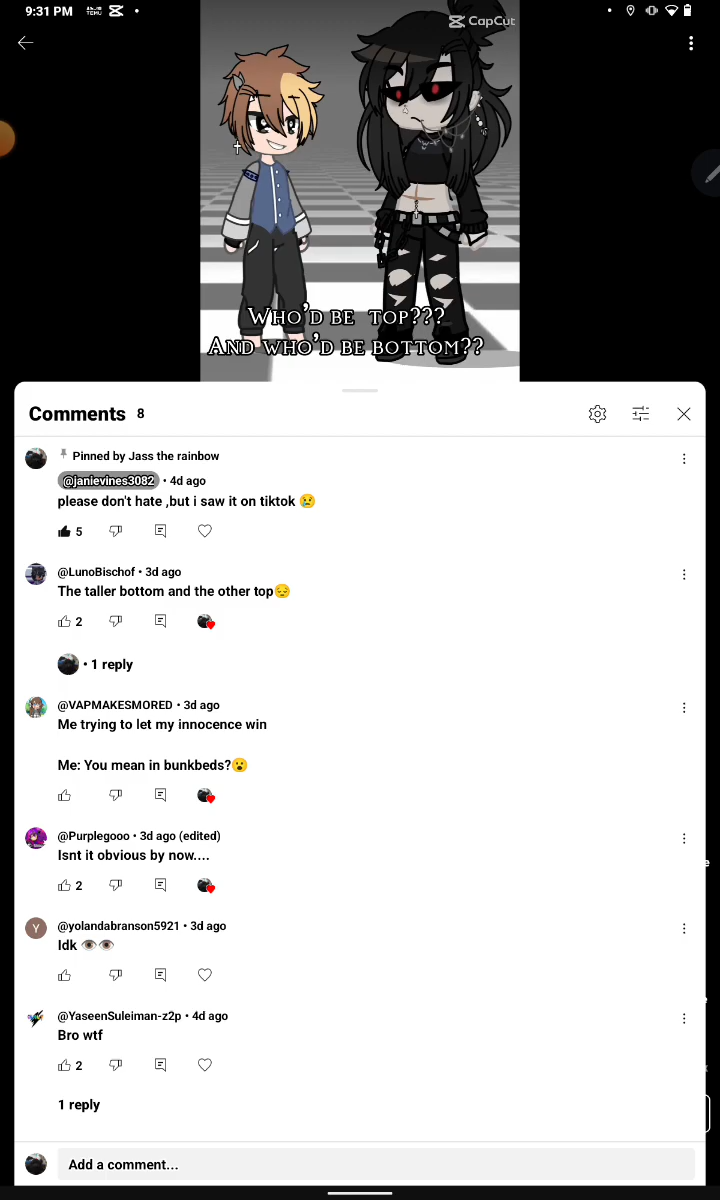 9:31 PM
TEMU
CapCut
WHO'D BE TOP???
AND WHO'D BE BOTTOM??
Comments 8
Pinned by Jass the rainbow
@janievines3082 • 4d ago
please don't hate ,but i saw it on tiktok 😢
5
@LunoBischof • 3d ago
The taller bottom and the other top😔
2
• 1 reply
@VAPMAKESMORED • 3d ago
Me trying to let my innocence win
Me: You mean in bunkbeds?😮
@Purplegooo • 3d ago (edited)
Isnt it obvious by now....
2
Y
@yolandabranson5921 • 3d ago
Idk 👁️👁️
@YaseenSuleiman-z2p • 4d ago
Bro wtf
2
1 reply
Add a comment...